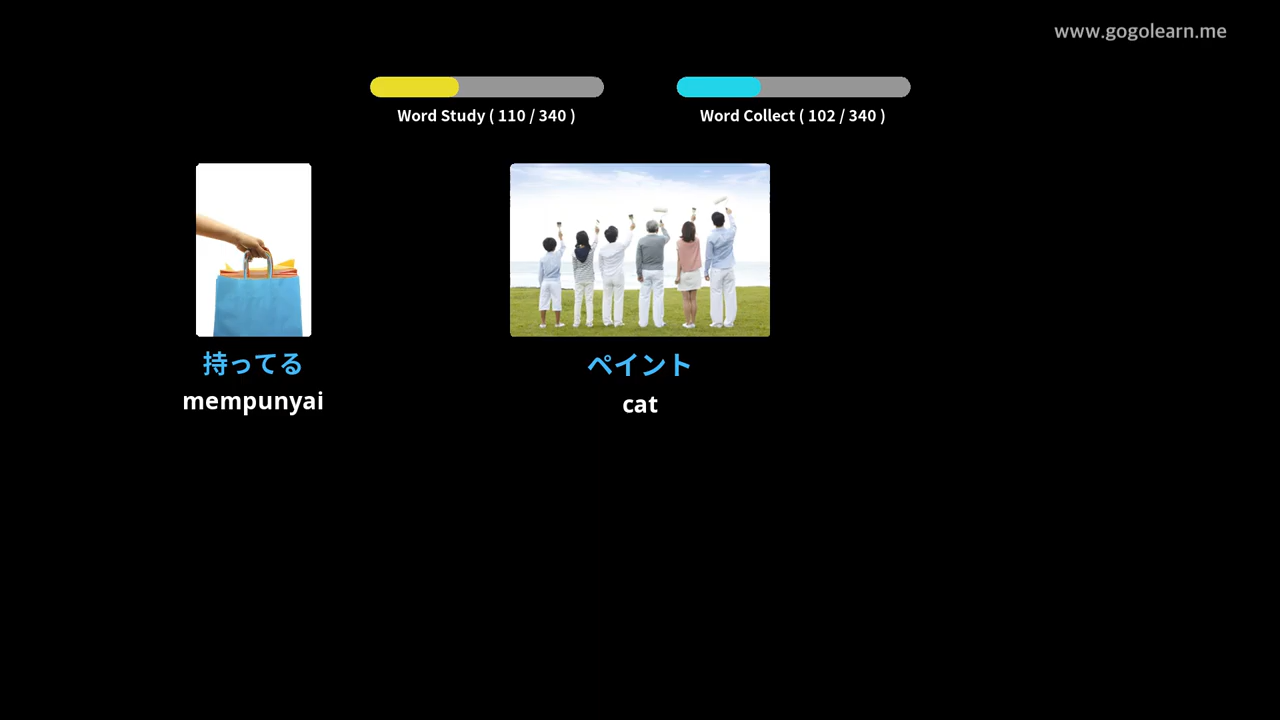 www.gogolearn.me
Word Study ( 110 / 340 )
Word Collect ( 102 / 340 )
持ってる
mempunyai
ペイント
cat